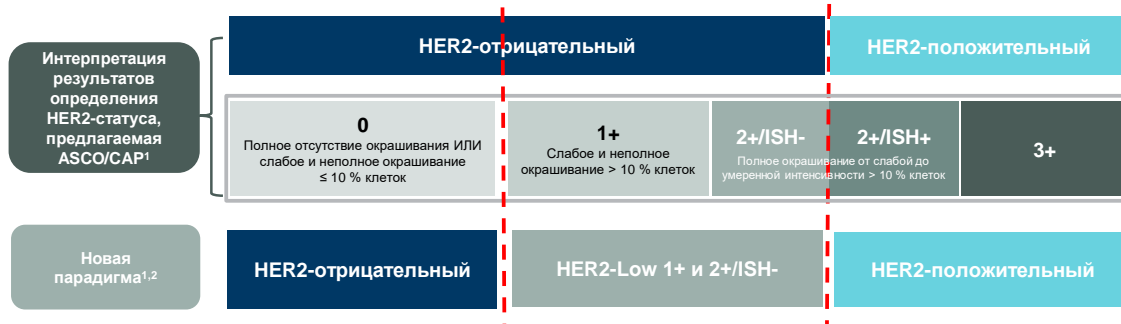 HER2-отрицательный
HER2-положительный
Интерпретация
результатов
определения
HER2-статуса,
предлагаемая
ASCO/CAP¹
0
Полное отсутствие окрашивания ИЛИ
слабое и неполное окрашивание
≤ 10 % клеток
1+
Слабое и неполное
окрашивание > 10 % клеток
2+/ISH-
2+/ISH+
Полное окрашивание от слабой до
умеренной интенсивности > 10 % клеток
3+
Новая
парадигма¹,²
HER2-отрицательный
HER2-Low 1+ и 2+/ISH-
HER2-положительный